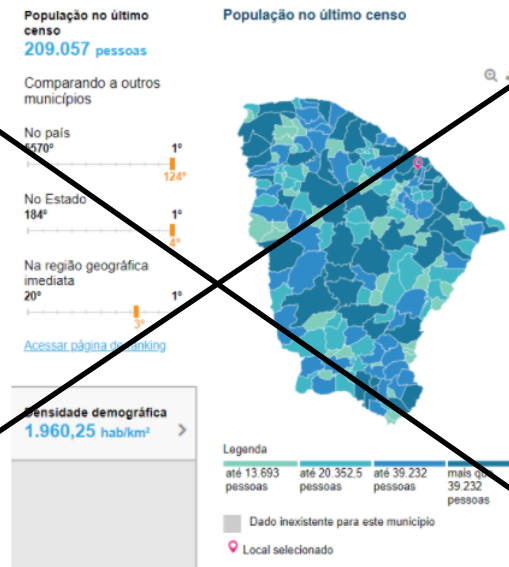 População no último
censo
209.057 pessoas
Comparando a outros
municípios
No país
5570º 1º
124º
No Estado
184º 1º
4º
Na região geográfica
imediata
20º 1º
3º
Acessar página de ranking
Densidade demográfica
1.960,25 hab/km²
População no último censo
Legenda
até 13.693 até 20.352,5 até 39.232 mais que
pessoas pessoas pessoas 39.232
pessoas
Dado inexistente para este município
Local selecionado